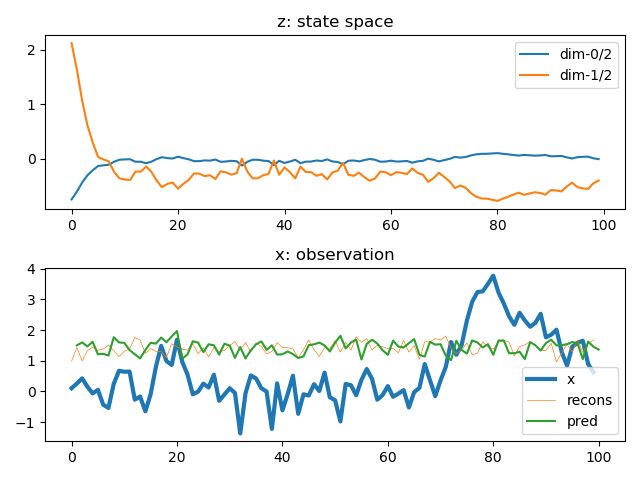 z: state space
2
1
0
dim-0/2
dim-1/2
0 20 40 60 80 100
x: observation
4
3
2
1
0
−1
x
recons
pred
0 20 40 60 80 100